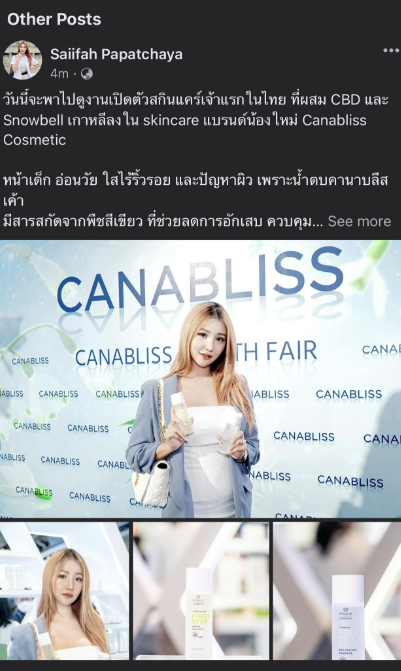 Other Posts
Saiifah Papatchaya
4m ·
วันนี้จะพาไปดูงานเปิดตัวสกินแคร์เจ้าแรกในไทย ที่ผสม CBD และ
Snowbell เกาหลีลงใน skincare แบรนด์น้องใหม่ Canabliss
Cosmetic
หน้าเด็ก อ่อนวัย ใสไร้ริ้วรอย และปัญหาผิว เพราะน้ำตบคานาบลีส
เค้า
มีสารสกัดจากพืชสีเขียว ที่ช่วยลดการอักเสบ ควบคุม... See more
CANABLISS
CANABLISS TH FAIR CANA
CANABLISS
ABLISS CANABLISS CANABLISS ABLISS CANABLISS
CANABLISS CANABLISS CANABLISS CANA
ABLISS CANABLISS CANABLISS NABLISS CANABLISS
CANABLISS CANABLISS